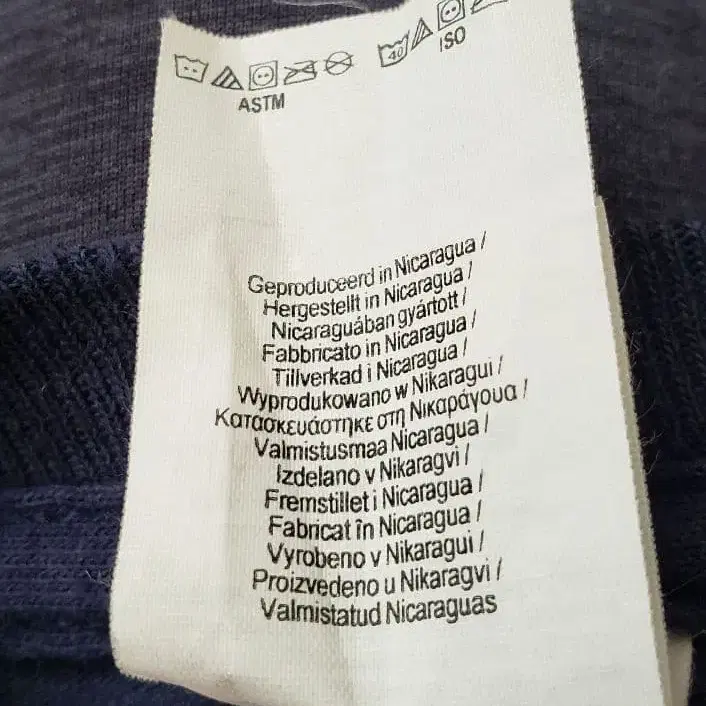 40
ASTM
ISO
Geproduceerd in Nicaragua /
Hergestellt in Nicaragua /
Nicaraguában gyártott /
Fabbricato in Nicaragua /
Tillverkad i Nicaragua /
Wyprodukowano w Nikaragui /
Κατασκευάστηκε στη Νικαράγουα /
Valmistusmaa Nicaragua /
Izdelano v Nikaragvi /
Fremstillet i Nicaragua /
Fabricat în Nicaragua /
Vyrobeno v Nikaragui /
Proizvedeno u Nikaragvi /
Valmistatud Nicaraguas